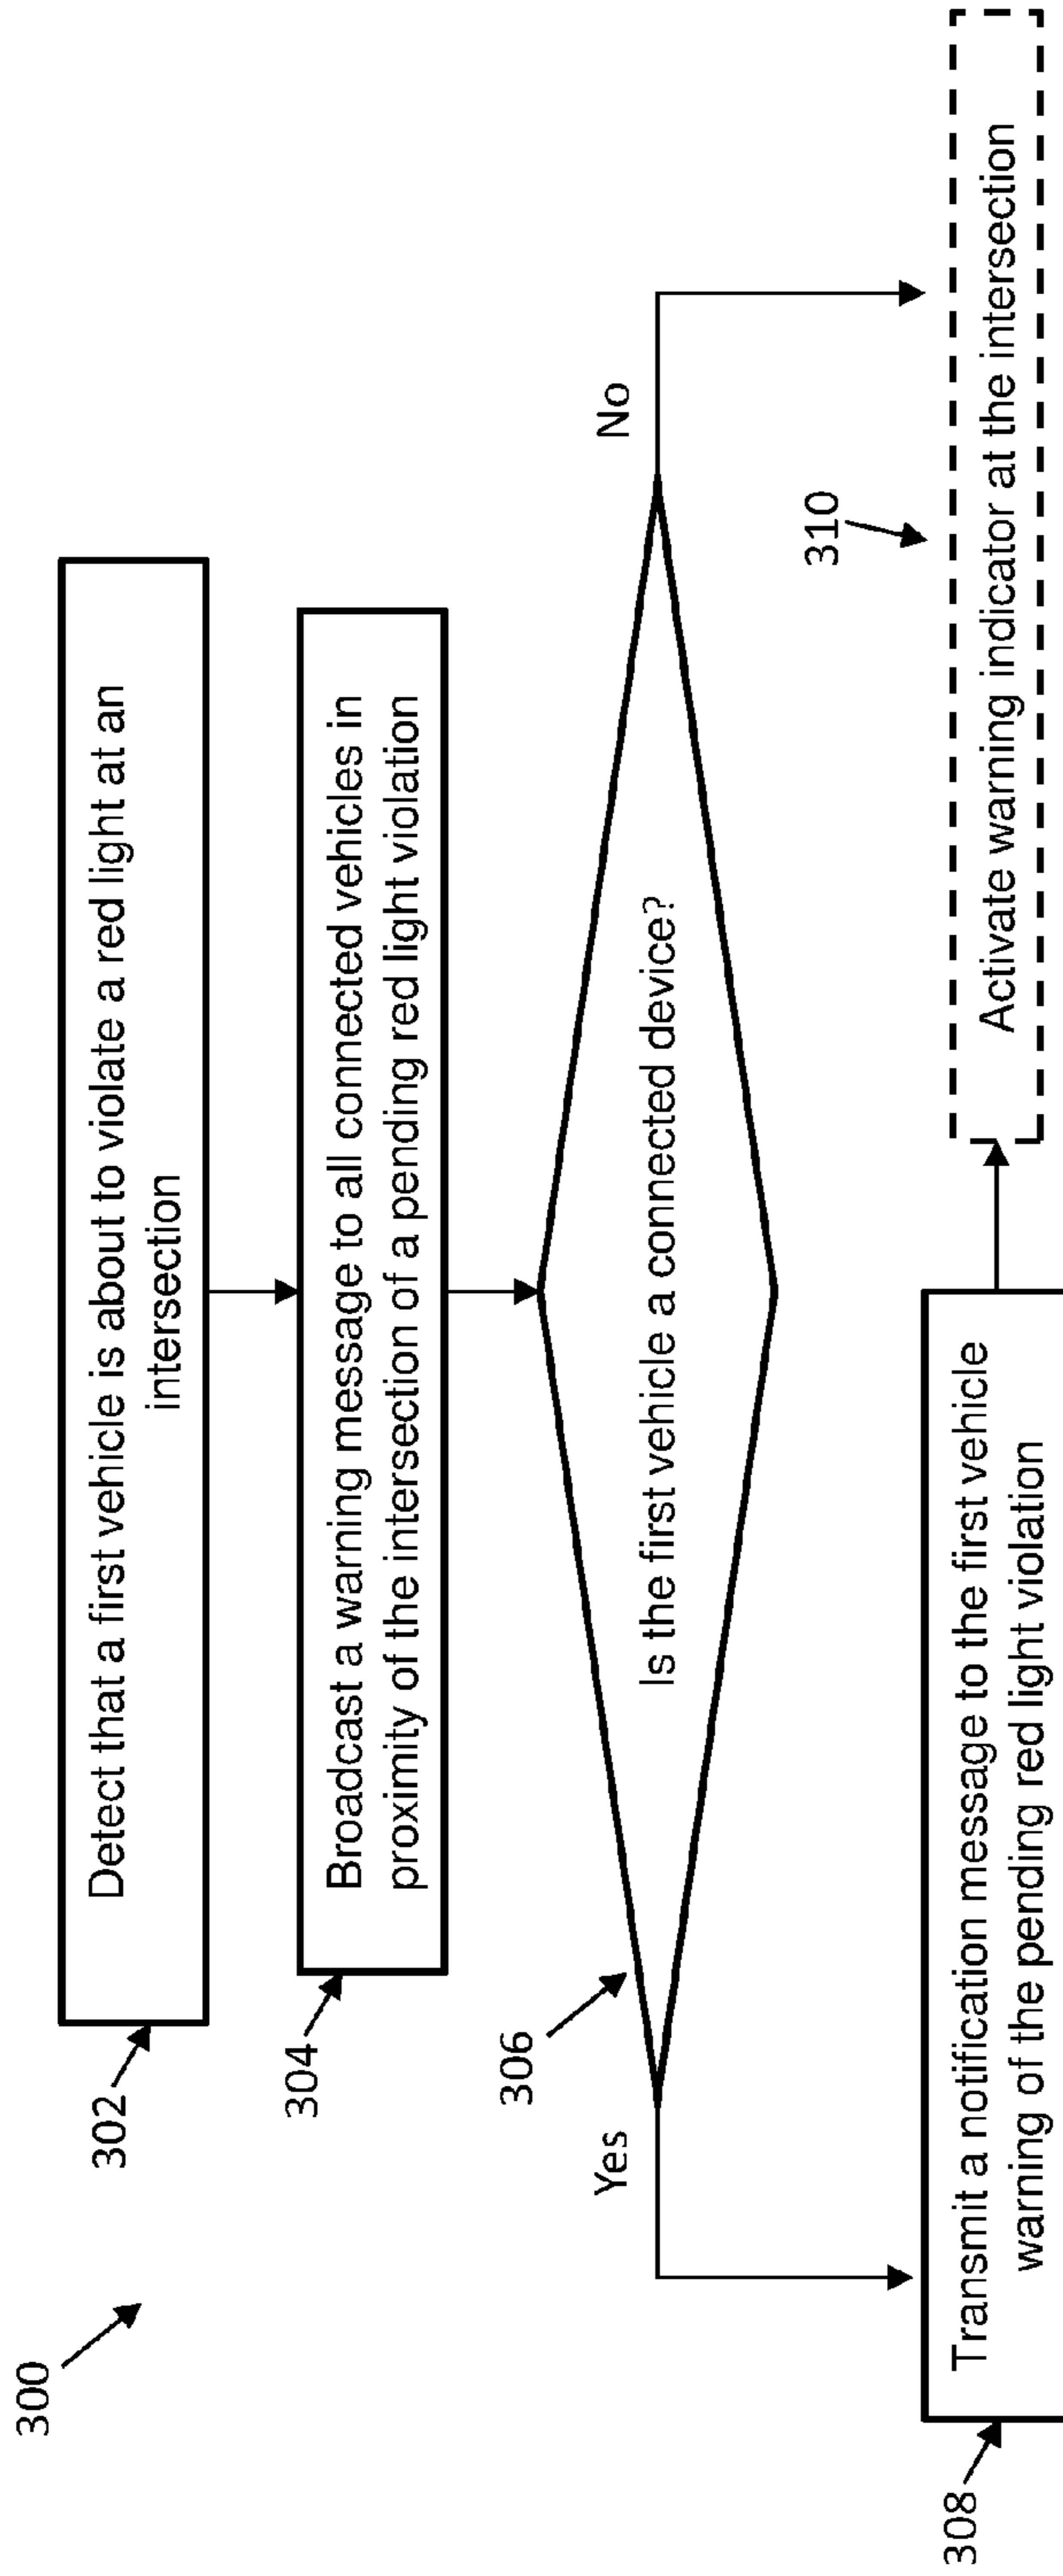 300
302
Detect that a first vehicle is about to violate a red light at an
intersection
304
Broadcast a warning message to all connected vehicles in
proximity of the intersection of a pending red light violation
306
Is the first vehicle a connected device?
Yes
No
308
Transmit a notification message to the first vehicle
warning of the pending red light violation
310
Activate warning indicator at the intersection